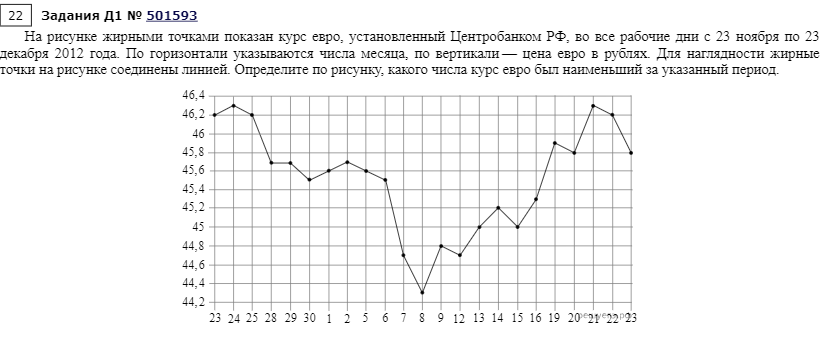 22 Задания Д1 № 501593
На рисунке жирными точками показан курс евро, установленный Центробанком РФ, во все рабочие дни с 23 ноября по 23
декабря 2012 года. По горизонтали указываются числа месяца, по вертикали — цена евро в рублях. Для наглядности жирные
точки на рисунке соединены линией. Определите по рисунку, какого числа курс евро был наименьший за указанный период.
46,4
46,2
46
45,8
45,6
45,4
45,2
45
44,8
44,6
44,4
44,2
23 24 25 28 29 30 1 2 5 6 7 8 9 12 13 14 15 16 19 20 21 22 23